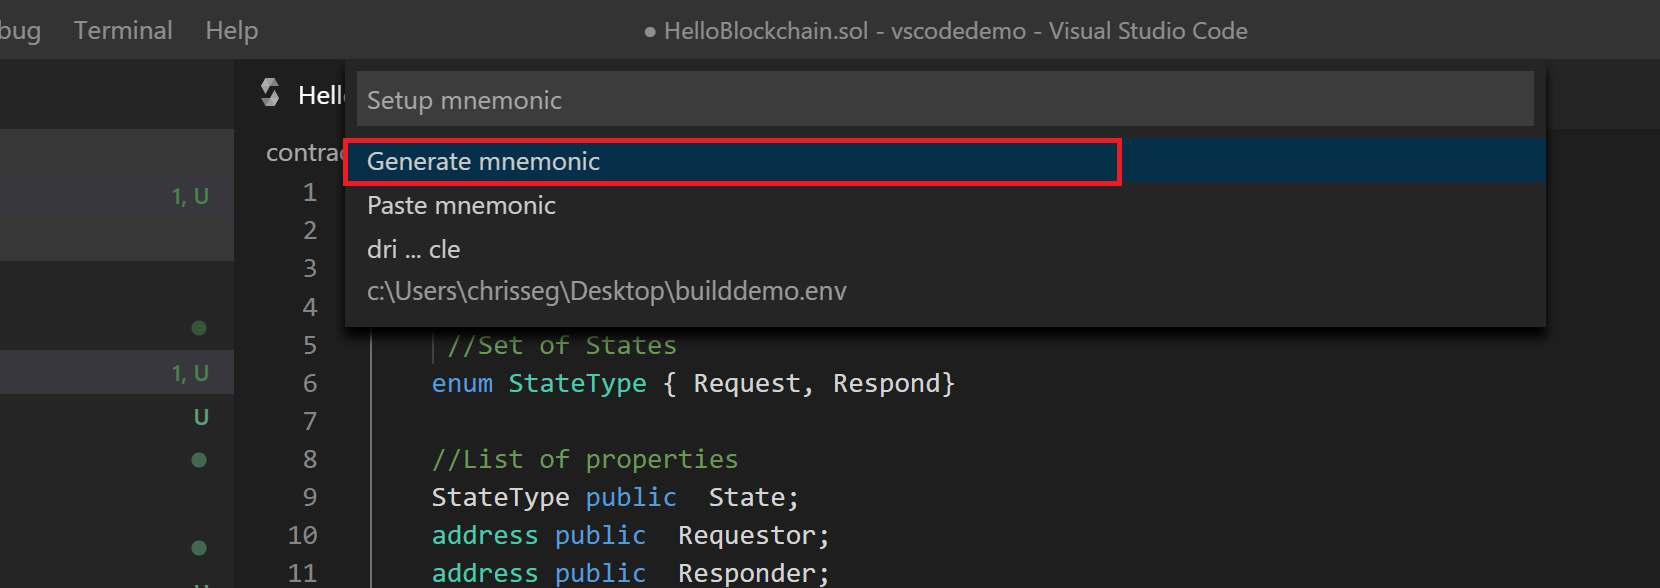 bug Terminal Help ● HelloBlockchain.sol - vscodedemo - Visual Studio Code
Hell
Setup mnemonic
contrac
Generate mnemonic
Paste mnemonic
dri ... cle
c:\Users\chrisseg\Desktop\builddemo.env
1, U
1, U
U
1
2
3
4
5 //Set of States
6 enum StateType { Request, Respond}
7
8 //List of properties
9 StateType public State;
10 address public Requestor;
11 address public Responder;